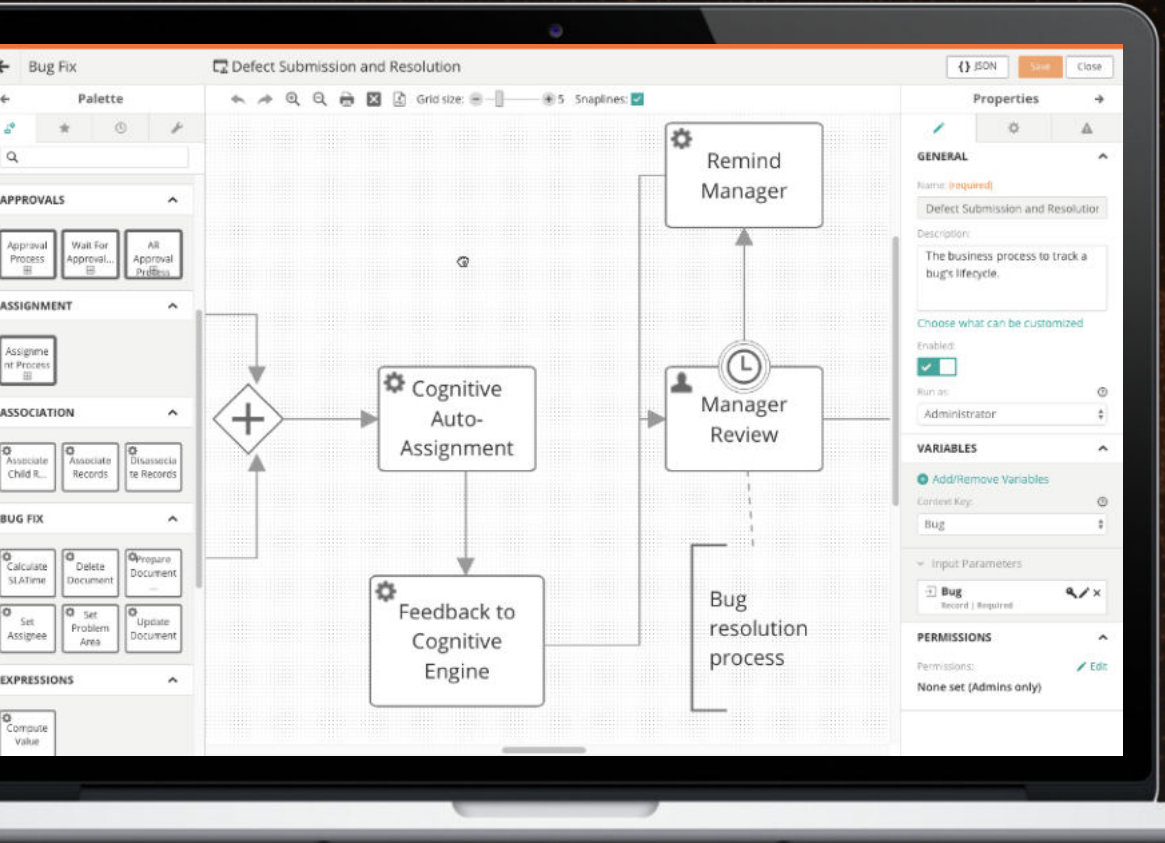 Bug Fix
Defect Submission and Resolution
{} JSON
Save
Close
Palette
Grid size:
5
Snaplines:
Properties
APPROVALS
Approval
Process
Wait For
Approval...
All
Approval
Process
ASSIGNMENT
Assignme
nt Process
ASSOCIATION
Associate
Child R...
Associate
Records
Disassocia
te Records
BUG FIX
Calculate
SLATime
Delete
Document
Prepare
Document
...
Set
Assignee
Set
Problem
Area
Update
Document
EXPRESSIONS
Compute
Value
Remind
Manager
Cognitive
Auto-
Assignment
Manager
Review
Feedback to
Cognitive
Engine
Bug
resolution
process
GENERAL
Name: (required)
Defect Submission and Resolution
Description:
The business process to track a
bug's lifecycle.
Choose what can be customized
Enabled:
Run as:
Administrator
VARIABLES
Add/Remove Variables
Context Key:
Bug
Input Parameters
Bug
Record | Required
PERMISSIONS
Permissions:
Edit
None set (Admins only)